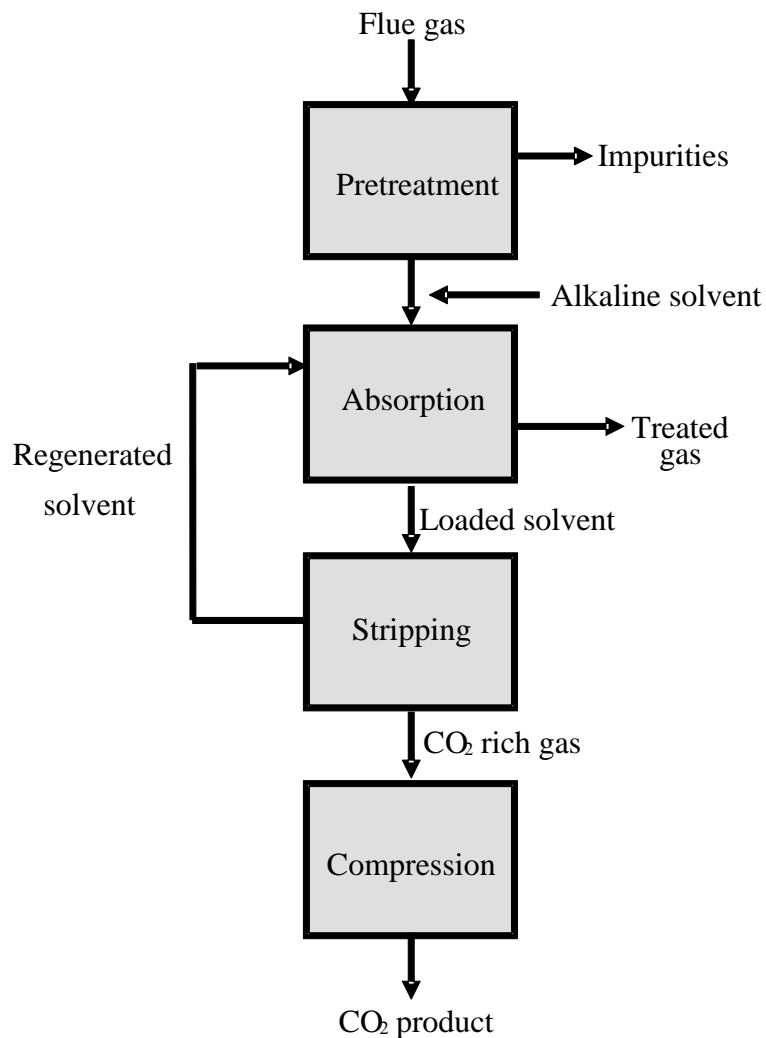 Flue gas
Pretreatment
Impurities
Alkaline solvent
Absorption
Treated
gas
Regenerated
solvent
Loaded solvent
Stripping
CO₂ rich gas
Compression
CO₂ product